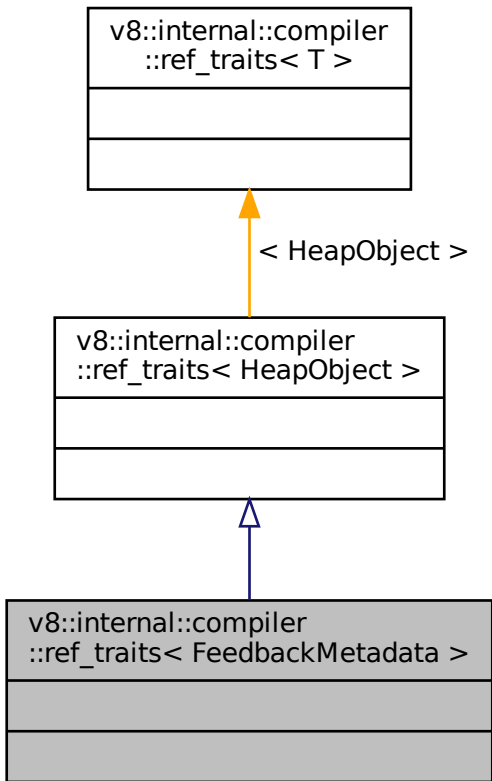 v8::internal::compiler
::ref_traits< T >
< HeapObject >
v8::internal::compiler
::ref_traits< HeapObject >
v8::internal::compiler
::ref_traits< FeedbackMetadata >